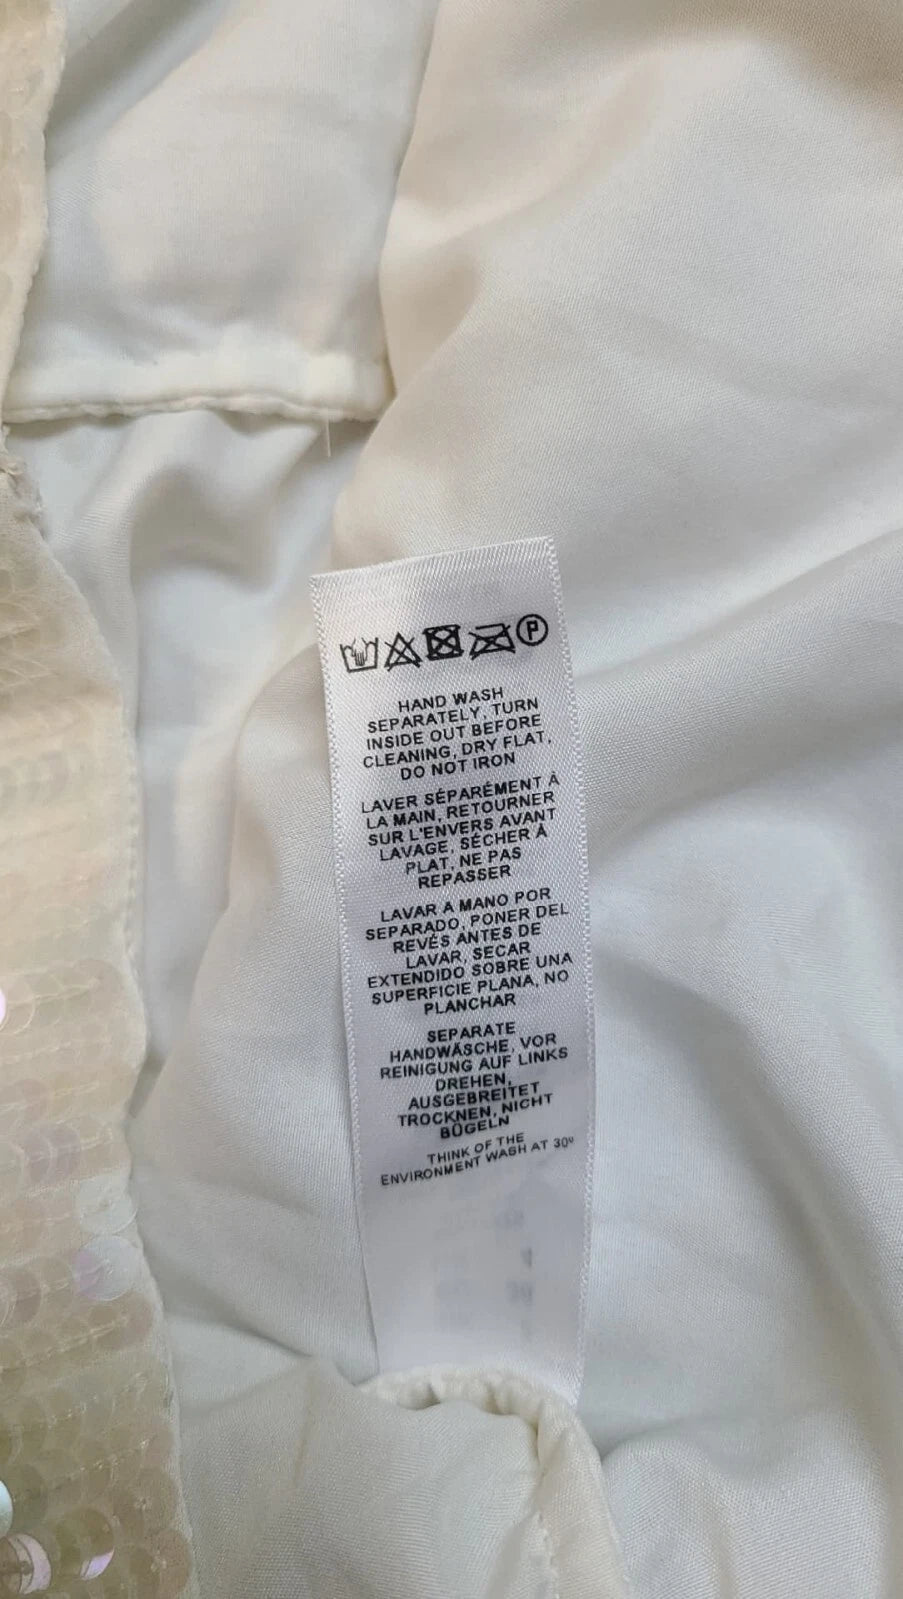 P
HAND WASH
SEPARATELY, TURN
INSIDE OUT BEFORE
CLEANING, DRY FLAT,
DO NOT IRON
LAVER SÉPARÉMENT À
LA MAIN, RETOURNER
SUR L'ENVERS AVANT
LAVAGE, SÉCHER À
PLAT, NE PAS
REPASSER
LAVAR A MANO POR
SEPARADO, PONER DEL
REVÉS ANTES DE
LAVAR, SECAR
EXTENDIDO SOBRE UNA
SUPERFICIE PLANA, NO
PLANCHAR
SEPARATE
HANDWÄSCHE, VOR
REINIGUNG AUF LINKS
DREHEN,
AUSGEBREITET
TROCKNEN, NICHT
BÜGELN
THINK OF THE
ENVIRONMENT WASH AT 30º